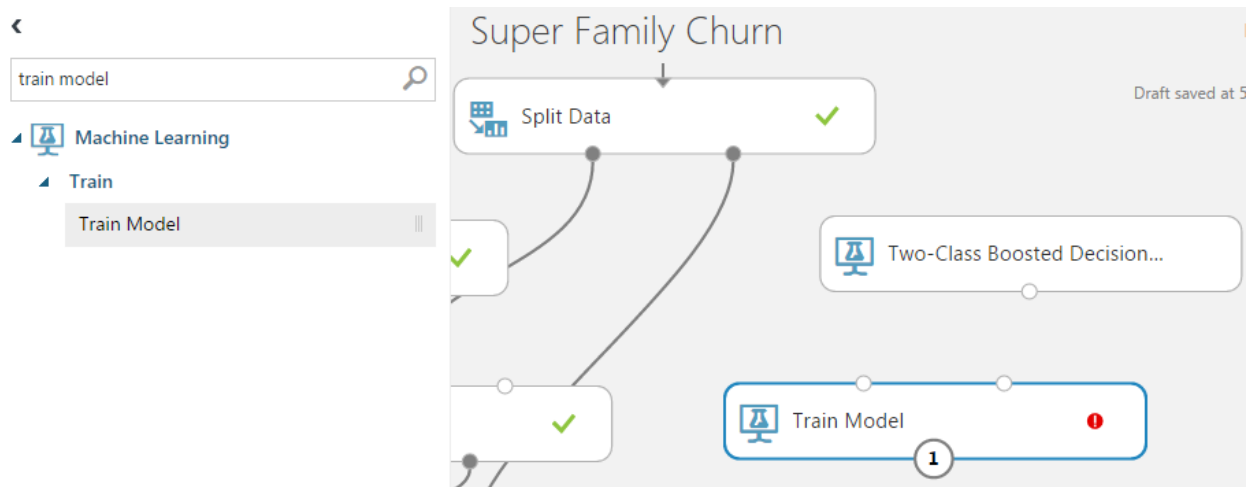 train model
Machine Learning
Train
Train Model
Super Family Churn
Draft saved at 5
Split Data
Two-Class Boosted Decision...
Train Model
1